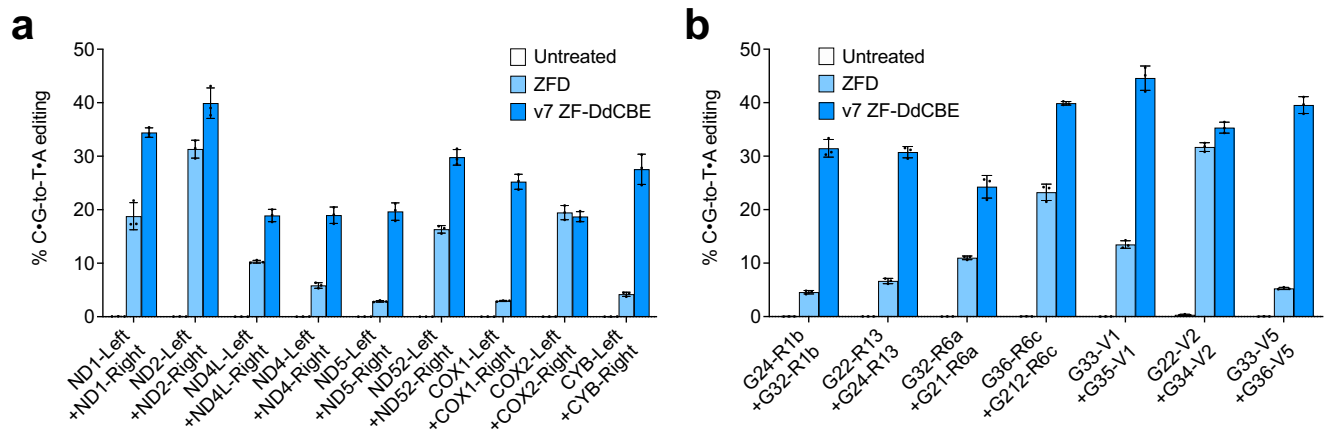 a
% C•G-to-T•A editing
50
40
30
20
10
0
Untreated
ZFD
v7 ZF-DdCBE
ND1-Left
+ND1-Right
ND2-Left
+ND2-Right
ND4L-Left
+ND4L-Right
ND4-Left
+ND4-Right
ND5-Left
+ND5-Right
ND52-Left
+ND52-Right
COX1-Left
+COX1-Right
COX2-Left
+COX2-Right
CYB-Left
+CYB-Right
b
% C•G-to-T•A editing
50
40
30
20
10
0
Untreated
ZFD
v7 ZF-DdCBE
G24-R1b
+G32-R1b
G22-R13
+G24-R13
G32-R6a
+G21-R6a
G36-R6c
+G212-R6c
G33-V1
+G35-V1
G22-V2
+G34-V2
G33-V5
+G36-V5